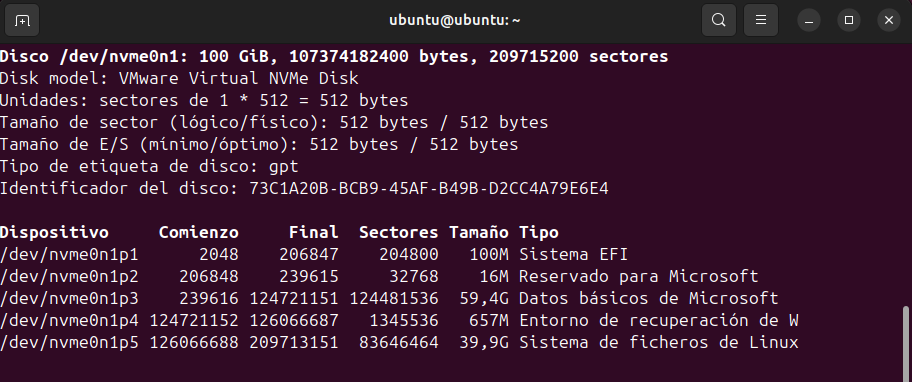 ubuntu@ubuntu: ~
Disco /dev/nvme0n1: 100 GiB, 107374182400 bytes, 209715200 sectores
Disk model: VMware Virtual NVMe Disk
Unidades: sectores de 1 * 512 = 512 bytes
Tamaño de sector (lógico/físico): 512 bytes / 512 bytes
Tamaño de E/S (mínimo/óptimo): 512 bytes / 512 bytes
Tipo de etiqueta de disco: gpt
Identificador del disco: 73C1A20B-BCB9-45AF-B49B-D2CC4A79E6E4
Dispositivo Comienzo Final Sectores Tamaño Tipo
/dev/nvme0n1p1 2048 206847 204800 100M Sistema EFI
/dev/nvme0n1p2 206848 239615 32768 16M Reservado para Microsoft
/dev/nvme0n1p3 239616 124721151 124481536 59,4G Datos básicos de Microsoft
/dev/nvme0n1p4 124721152 126066687 1345536 657M Entorno de recuperación de W
/dev/nvme0n1p5 126066688 209713151 83646464 39,9G Sistema de ficheros de Linux